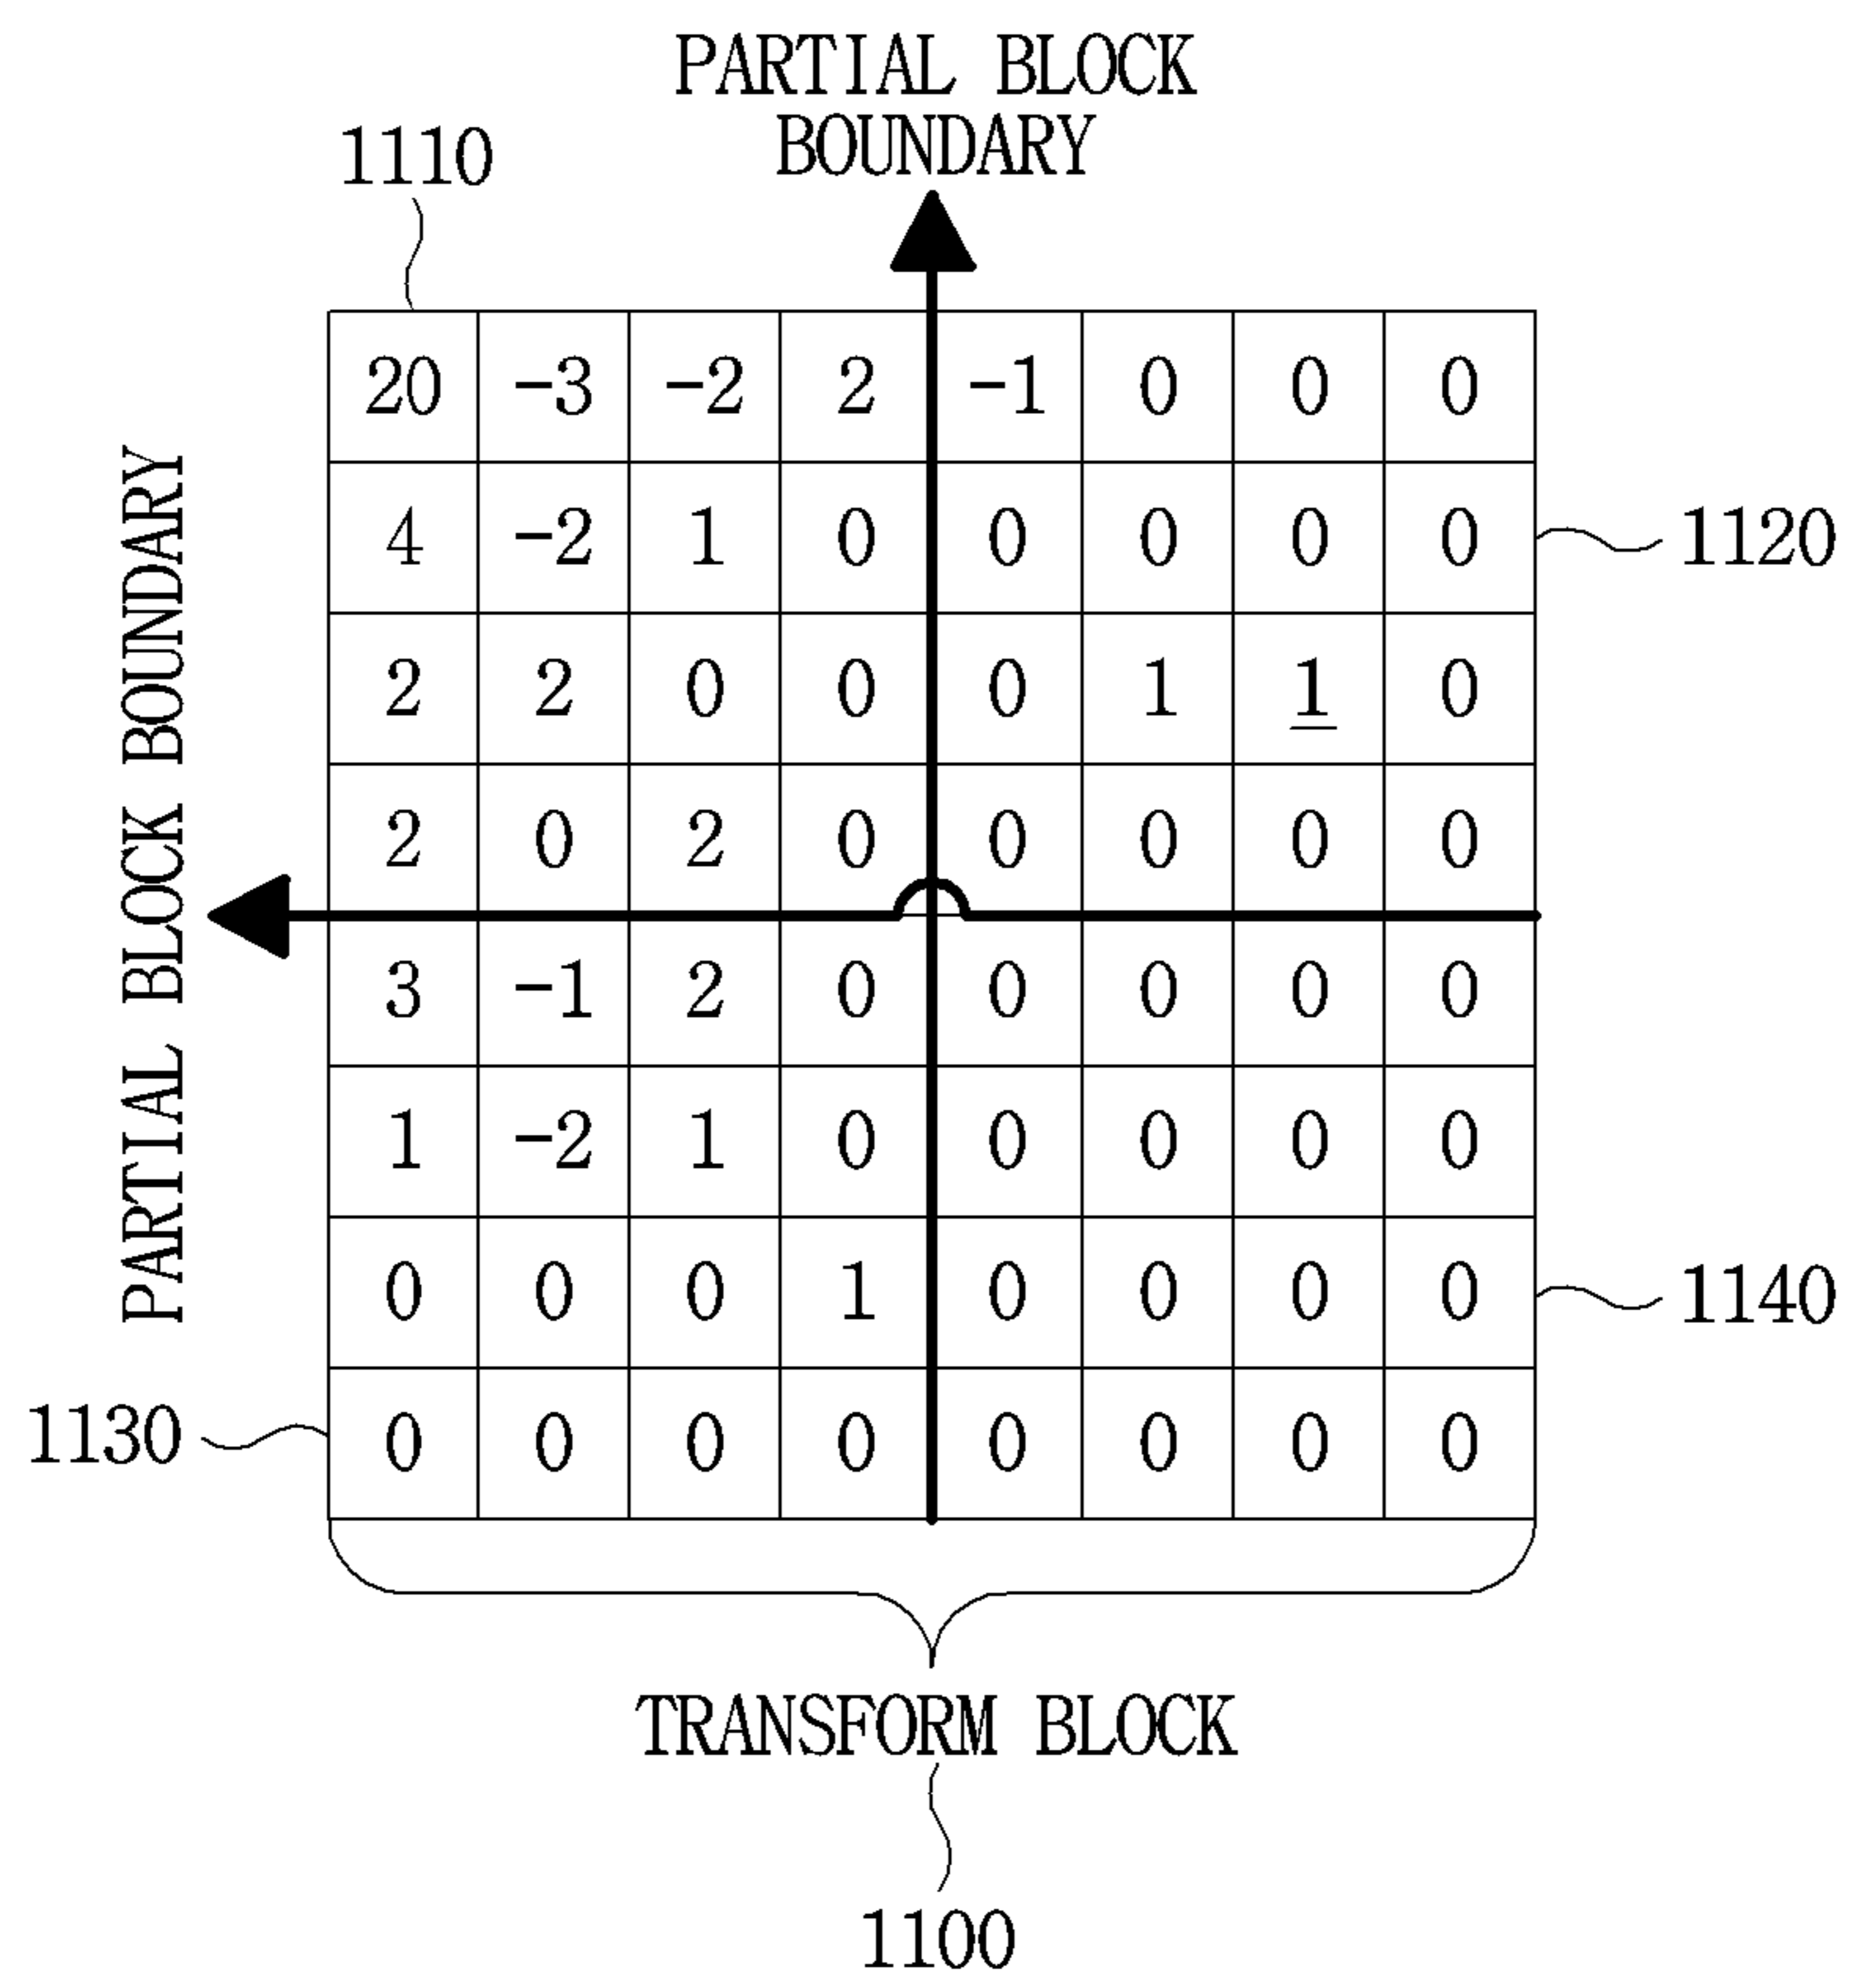 PARTIAL BLOCK
BOUNDARY
1110
PARTIAL BLOCK BOUNDARY
20 -3 -2 2 -1 0 0 0
4 -2 1 0 0 0 0 0
1120
2 2 0 0 0 1 1 0
2 0 2 0 0 0 0 0
3 -1 2 0 0 0 0 0
1 -2 1 0 0 0 0 0
0 0 0 1 0 0 0 0
1140
0 0 0 0 0 0 0 0
1130
TRANSFORM BLOCK
1100